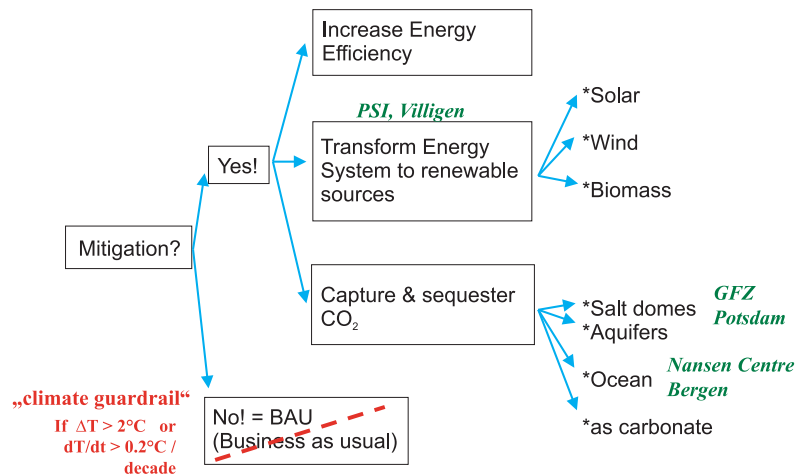 Increase Energy
Efficiency
PSI, Villigen
*Solar
Transform Energy
System to renewable
sources
*Wind
*Biomass
Yes!
Mitigation?
Capture & sequester
CO₂
*Salt domes
*Aquifers
GFZ
Potsdam
*Ocean
Nansen Centre
Bergen
*as carbonate
„climate guardrail“
If ΔT > 2°C or
dT/dt > 0.2°C /
decade
No! = BAU
(Business as usual)